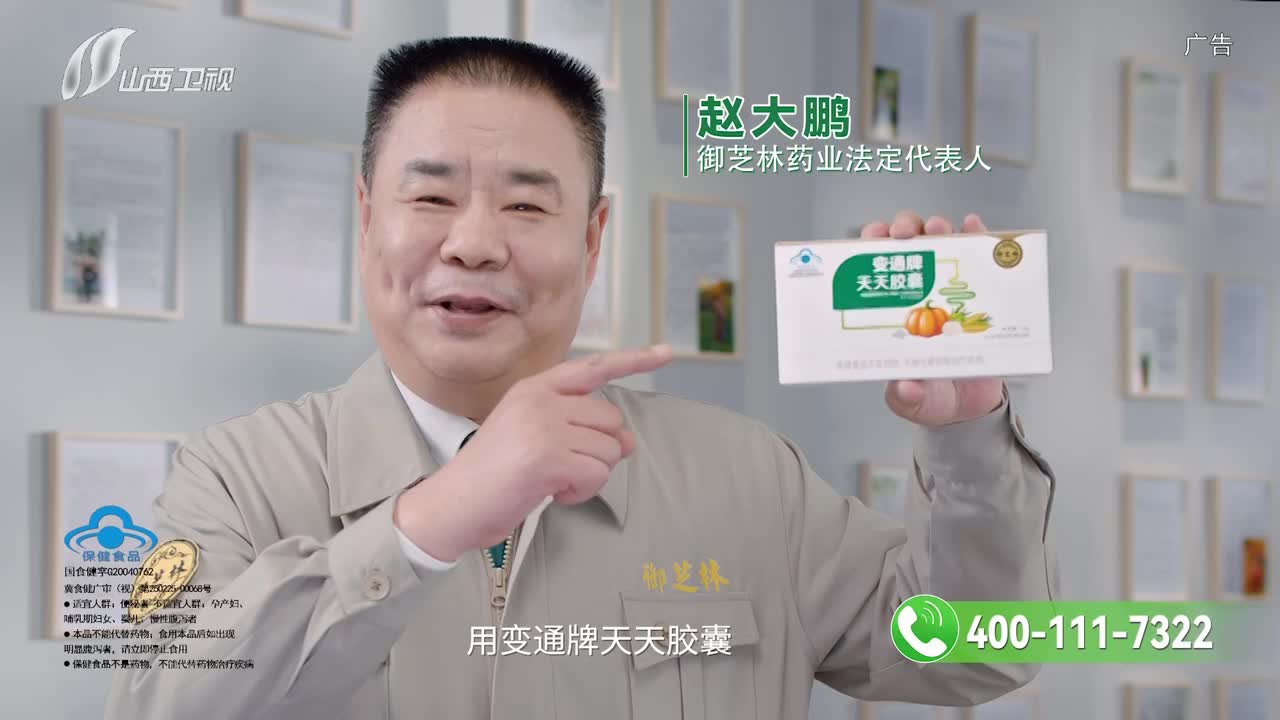 山西卫视
广告
赵大鹏
御芝林药业法定代表人
变通牌
天天胶囊
保健食品
国食健字G20040762
冀食健广审（视）第250225-00068号
●适宜人群：便秘者 不适宜人群：孕产妇、
哺乳期妇女、婴儿、慢性腹泻者
●本品不能代替药物；食用本品后如出现
明显腹泻者，请立即停止食用
●保健食品不是药物，不能代替药物治疗疾病
御芝林
用变通牌天天胶囊
400-111-7322